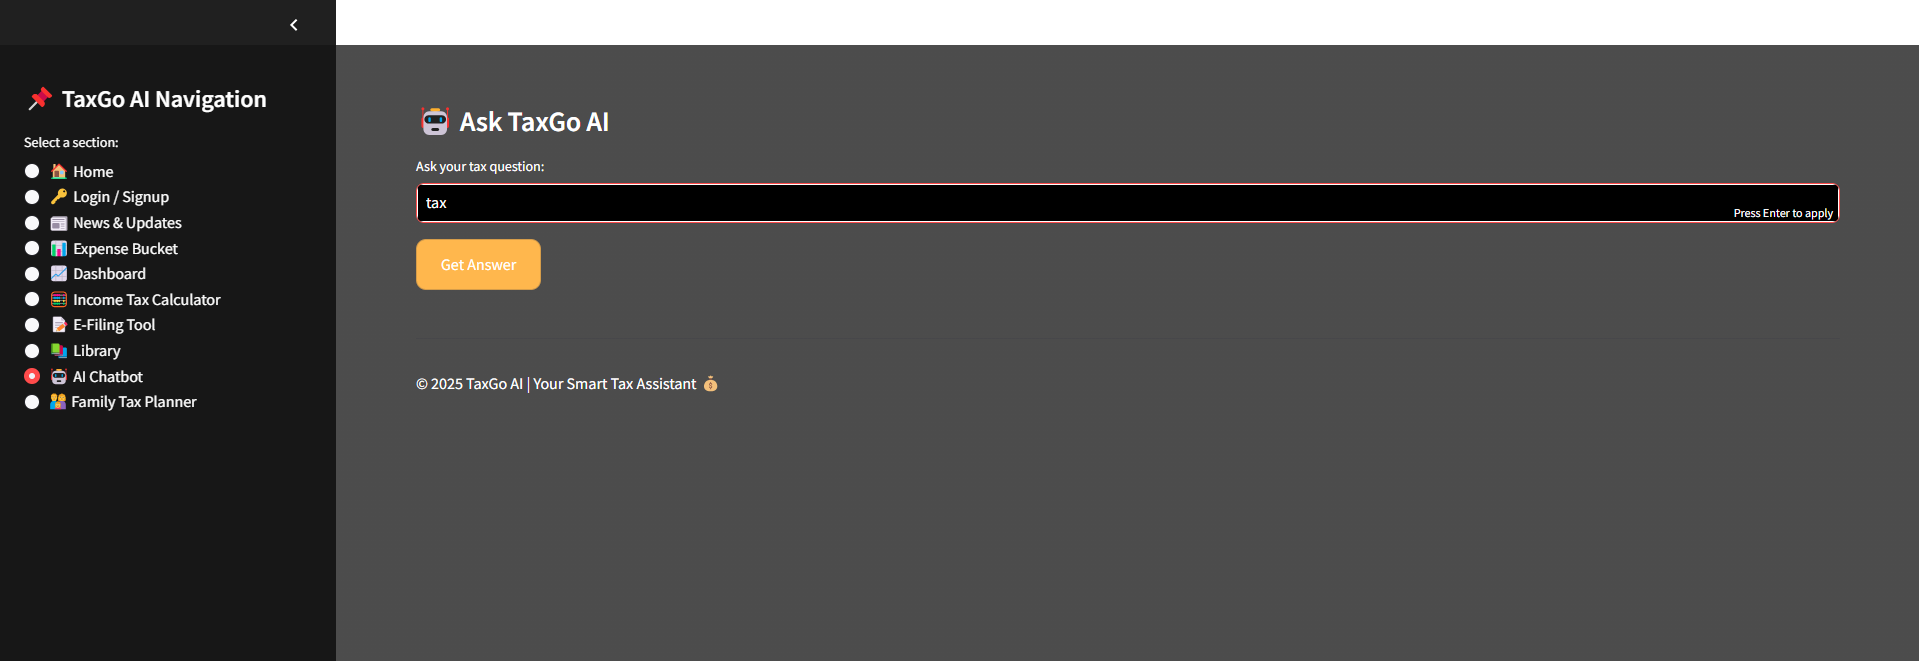 TaxGo AI Navigation
Select a section:
Home
Login / Signup
News & Updates
Expense Bucket
Dashboard
Income Tax Calculator
E-Filing Tool
Library
AI Chatbot
Family Tax Planner
Ask TaxGo AI
Ask your tax question:
tax
Press Enter to apply
Get Answer
© 2025 TaxGo AI | Your Smart Tax Assistant